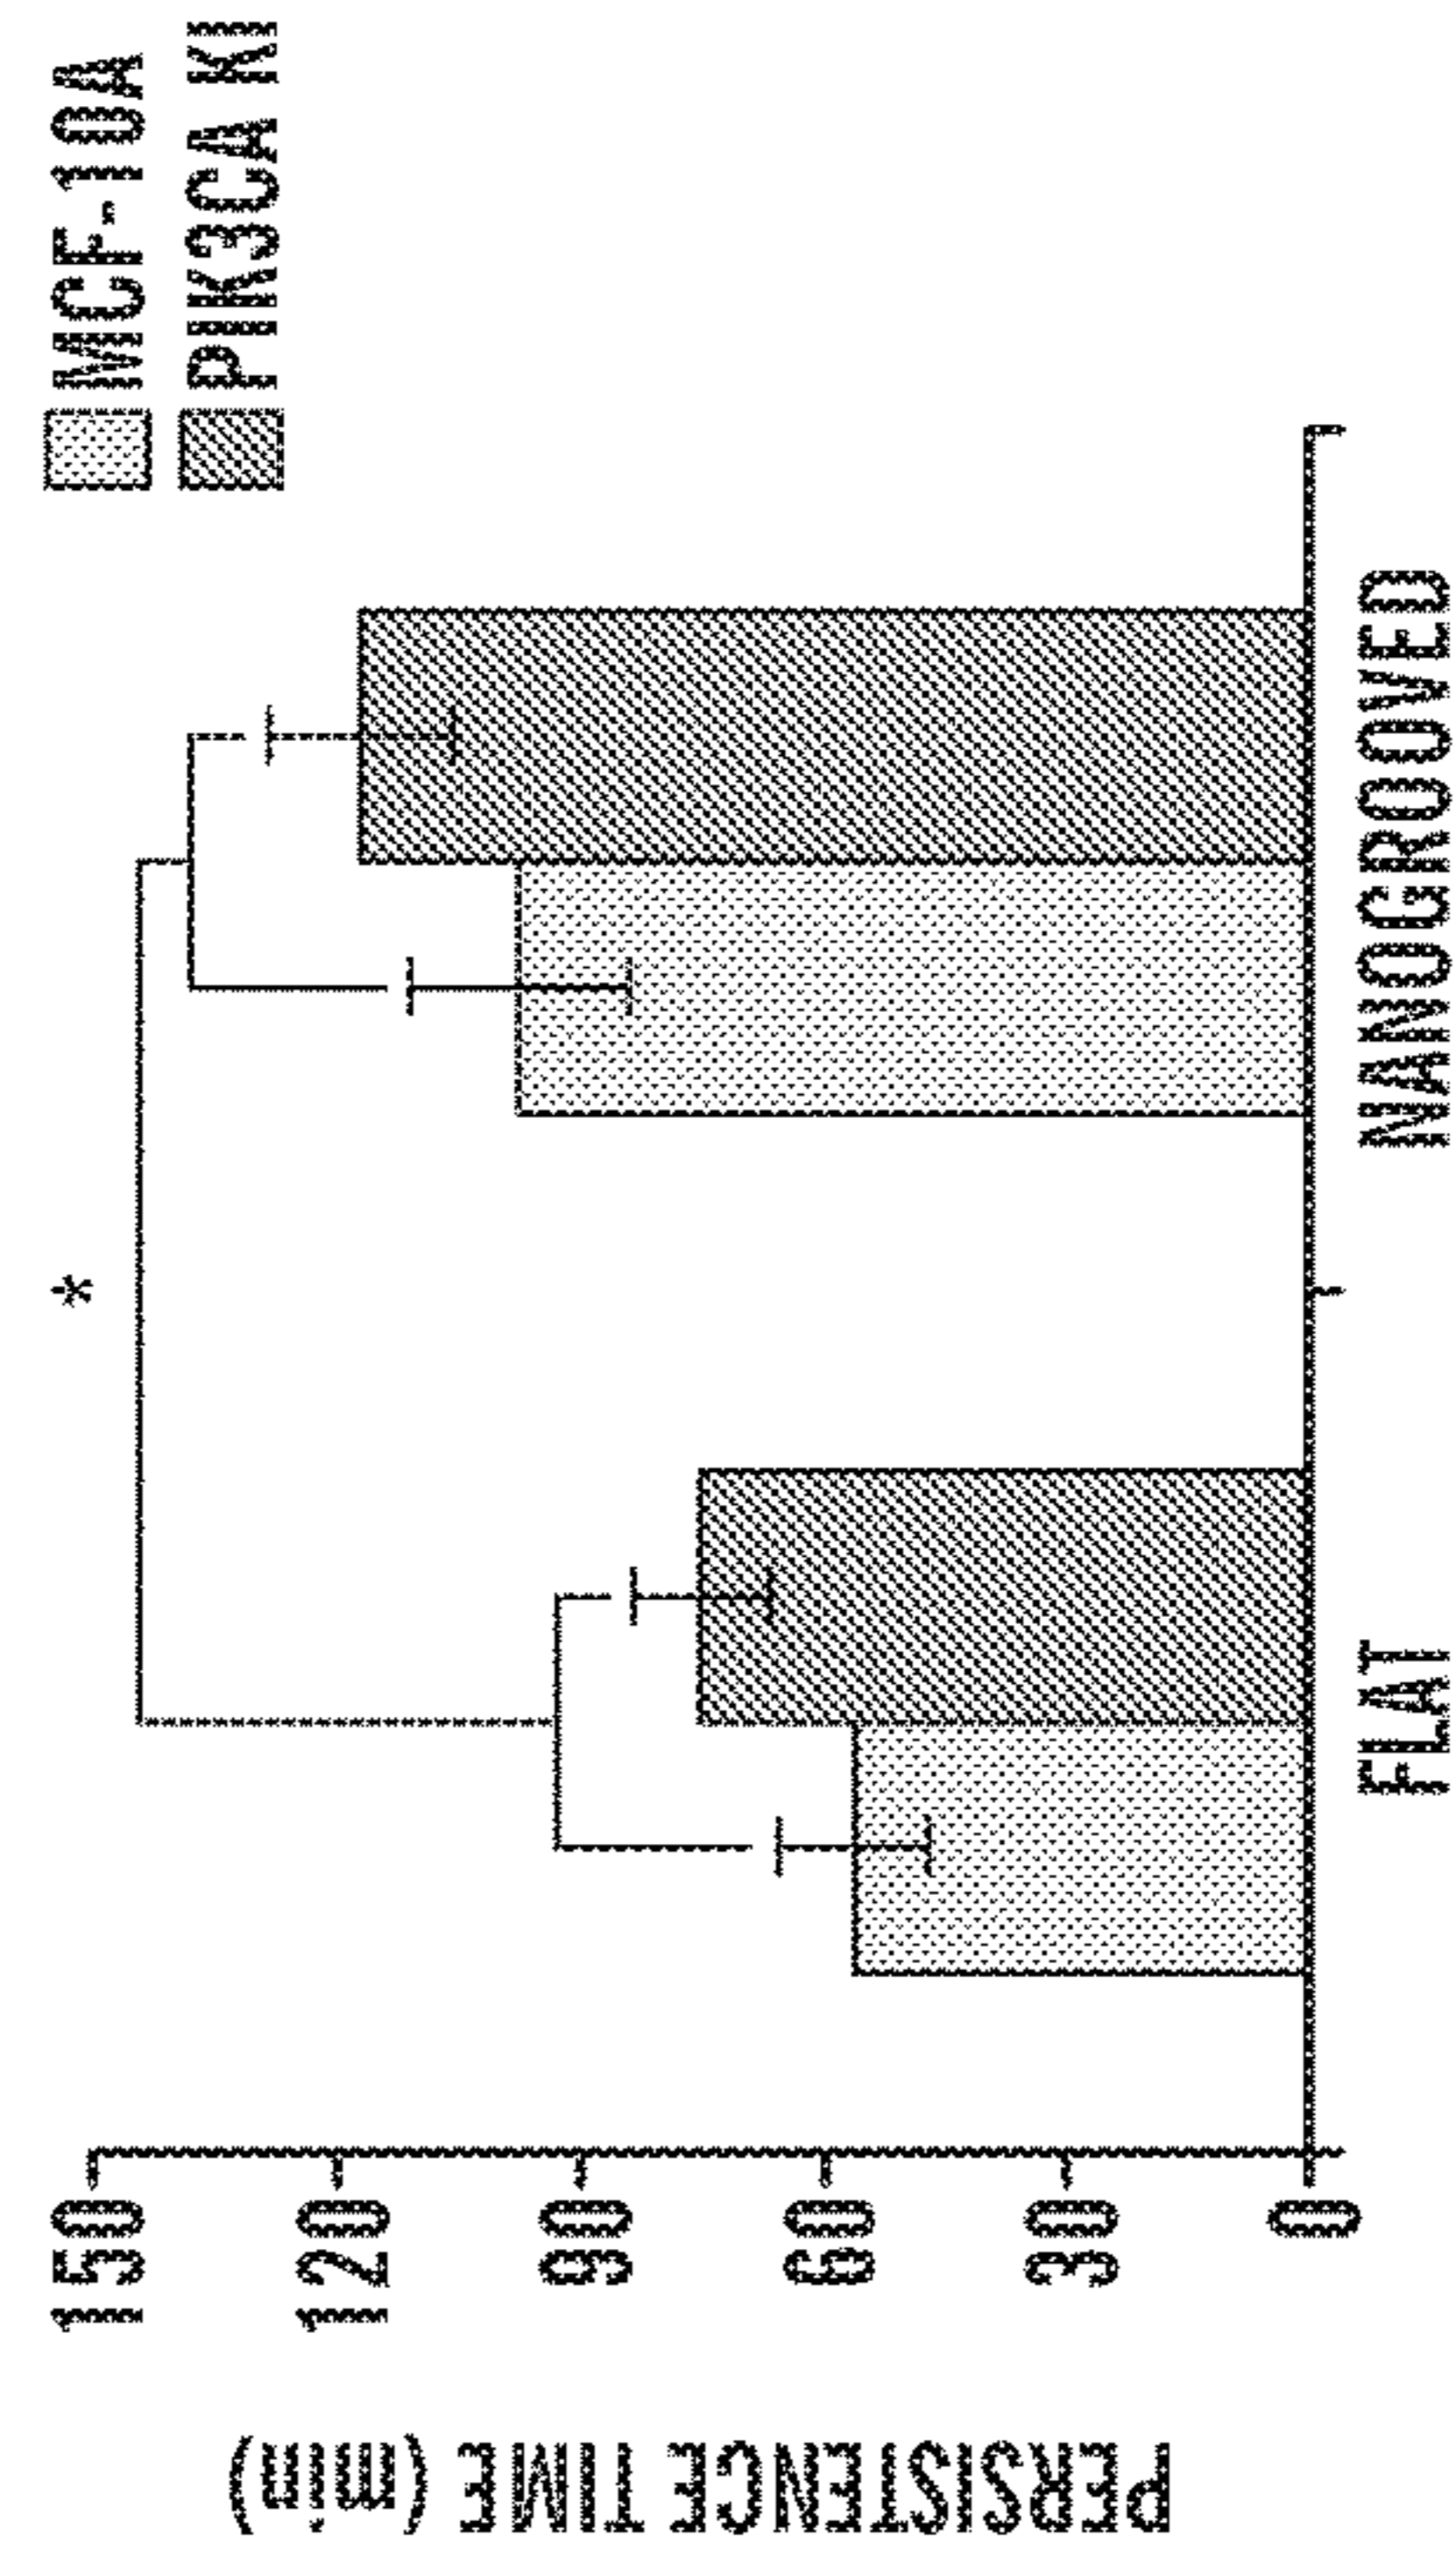 MCF-10A
PIK3CA KI
*
PERSISTENCE TIME (min)
150
120
90
60
30
0
FLAT
NANOGROOVED